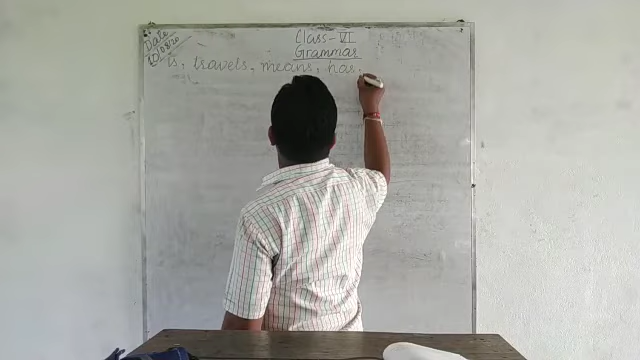 Date
Class - VI
Grammar
is, travels, means, has,